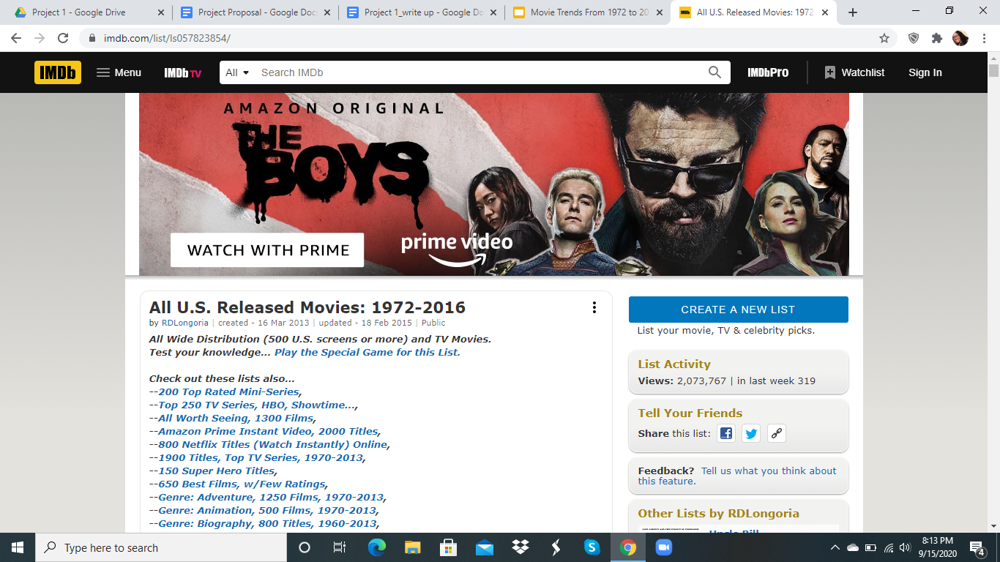 Project 1 - Google Drive
Project Proposal - Google Doc
Project 1_write up - Google Do
Movie Trends From 1972 to 20
All U.S. Released Movies: 1972
imdb.com/list/ls057823854/
IMDb
Menu
IMDb TV
All
Search IMDb
IMDbPro
Watchlist
Sign In
AMAZON ORIGINAL
THE
BOYS
WATCH WITH PRIME
prime video
All U.S. Released Movies: 1972-2016
by RDLongoria | created - 16 Mar 2013 | updated - 18 Feb 2015 | Public
All Wide Distribution (500 U.S. screens or more) and TV Movies.
Test your knowledge... Play the Special Game for this List.
Check out these lists also...
--200 Top Rated Mini-Series,
--Top 250 TV Series, HBO, Showtime...,
--All Worth Seeing, 1300 Films,
--Amazon Prime Instant Video, 2000 Titles,
--800 Netflix Titles (Watch Instantly) Online,
--1900 Titles, Top TV Series, 1970-2013,
--150 Super Hero Titles,
--650 Best Films, w/Few Ratings,
--Genre: Adventure, 1250 Films, 1970-2013,
--Genre: Animation, 500 Films, 1970-2013,
--Genre: Biography, 800 Titles, 1960-2013,
CREATE A NEW LIST
List your movie, TV & celebrity picks.
List Activity
Views: 2,073,767 | in last week 319
Tell Your Friends
Share this list:
Feedback? Tell us what you think about
this feature.
Other Lists by RDLongoria
Uncle Bill
Type here to search
8:13 PM
9/15/2020
4